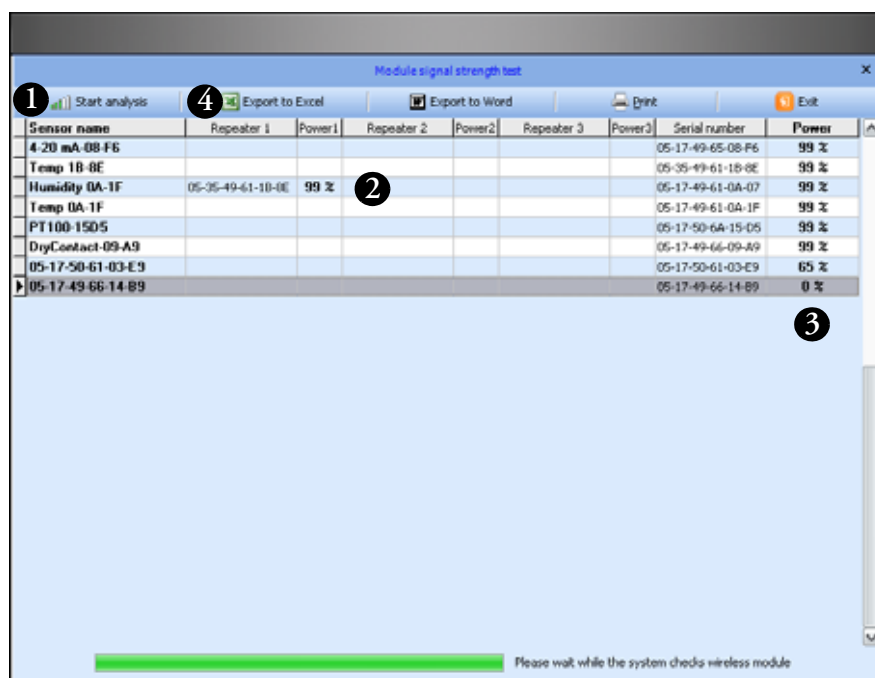 Module signal strength test ×
1 Start analysis 4 Export to Excel Export to Word Print Exit
Sensor name Repeater 1 Power1 Repeater 2 Power2 Repeater 3 Power3 Serial number Power
4-20 mA-08-F6 05-17-49-65-08-F6 99 %
Temp 1B-8E 05-35-49-61-1B-8E 99 %
Humidity 0A-1F 05-35-49-61-1B-8E 99 % 2 05-17-49-61-0A-07 99 %
Temp 0A-1F 05-17-49-61-0A-1F 99 %
PT100-15D5 05-17-50-6A-15-D5 99 %
DryContact-09-A9 05-17-49-66-09-A9 99 %
05-17-50-61-03-E9 05-17-50-61-03-E9 65 %
05-17-49-66-14-B9 05-17-49-66-14-B9 0 %
3
Please wait while the system checks wireless module